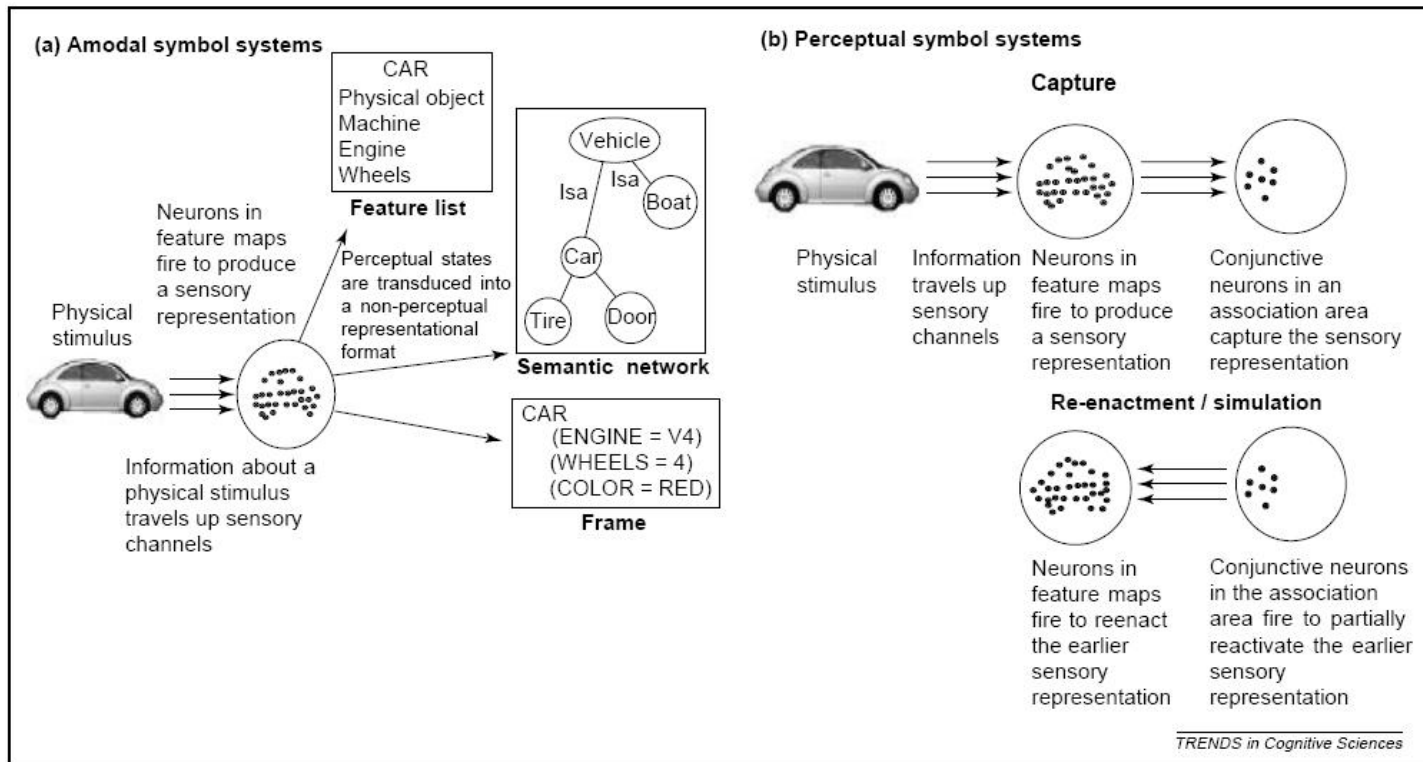 (a) Amodal symbol systems
CAR
Physical object
Machine
Engine
Wheels
Feature list
Vehicle
Isa
Isa
Boat
Car
Tire
Door
Semantic network
Neurons in
feature maps
fire to produce
a sensory
representation
Perceptual states
are transduced into
a non-perceptual
representational
format
Physical
stimulus
CAR
(ENGINE = V4)
(WHEELS = 4)
(COLOR = RED)
Frame
Information about a
physical stimulus
travels up sensory
channels
(b) Perceptual symbol systems
Capture
Physical
stimulus
Information
travels up
sensory
channels
Neurons in
feature maps
fire to produce
a sensory
representation
Conjunctive
neurons in an
association area
capture the sensory
representation
Re-enactment / simulation
Neurons in
feature maps
fire to reenact
the earlier
sensory
representation
Conjunctive neurons
in the association
area fire to partially
reactivate the earlier
sensory
representation
TRENDS in Cognitive Sciences